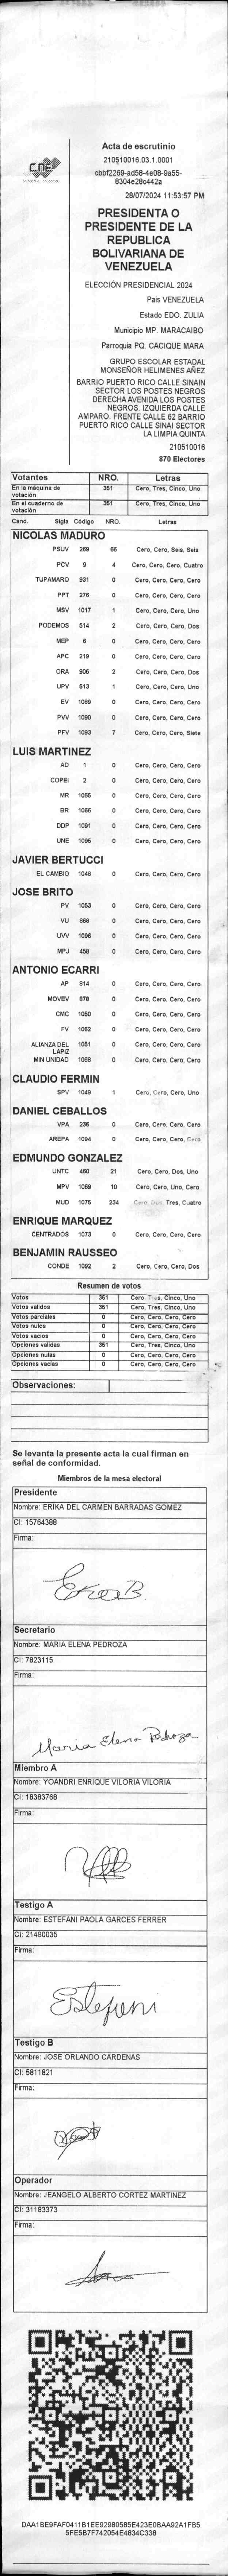 CNE
Acta de escrutinio
210510016.03.1.0001
cbbf2269-ad58-4e08-9a55-
8304e28c442a
28/07/2024 11:53:57 PM
PRESIDENTA O
PRESIDENTE DE LA
REPUBLICA
BOLIVARIANA DE
VENEZUELA
ELECCIÓN PRESIDENCIAL 2024
Pais VENEZUELA
Estado EDO. ZULIA
Municipio MP. MARACAIBO
Parroquia PQ. CACIQUE MARA
GRUPO ESCOLAR ESTADAL
MONSEÑOR HELIMENES AÑEZ
BARRIO PUERTO RICO CALLE SINAIN
SECTOR LOS POSTES NEGROS
DERECHA AVENIDA LOS POSTES
NEGROS. IZQUIERDA CALLE
AMPARO. FRENTE CALLE 62 BARRIO
PUERTO RICO CALLE SINAI SECTOR
LA LIMPIA QUINTA
210510016
870 Electores
Votantes NRO. Letras
En la máquina de votación 351 Cero, Tres, Cinco, Uno
En el cuaderno de votación 351 Cero, Tres, Cinco, Uno
Cand. Sigla Código NRO. Letras
NICOLAS MADURO
PSUV 269 66 Cero, Cero, Seis, Seis
PCV 9 4 Cero, Cero, Cero, Cuatro
TUPAMARO 931 0 Cero, Cero, Cero, Cero
PPT 276 0 Cero, Cero, Cero, Cero
MSV 1017 1 Cero, Cero, Cero, Uno
PODEMOS 514 2 Cero, Cero, Cero, Dos
MEP 6 0 Cero, Cero, Cero, Cero
APC 219 0 Cero, Cero, Cero, Cero
ORA 906 2 Cero, Cero, Cero, Dos
UPV 613 1 Cero, Cero, Cero, Uno
EV 1089 0 Cero, Cero, Cero, Cero
PVV 1090 0 Cero, Cero, Cero, Cero
PFV 1093 7 Cero, Cero, Cero, Siete
LUIS MARTINEZ
AD 1 0 Cero, Cero, Cero, Cero
COPEI 2 0 Cero, Cero, Cero, Cero
MR 1065 0 Cero, Cero, Cero, Cero
BR 1066 0 Cero, Cero, Cero, Cero
DDP 1091 0 Cero, Cero, Cero, Cero
UNE 1095 0 Cero, Cero, Cero, Cero
JAVIER BERTUCCI
EL CAMBIO 1048 0 Cero, Cero, Cero, Cero
JOSE BRITO
PV 1053 0 Cero, Cero, Cero, Cero
VU 868 0 Cero, Cero, Cero, Cero
UVV 1096 0 Cero, Cero, Cero, Cero
MPJ 458 0 Cero, Cero, Cero, Cero
ANTONIO ECARRI
AP 814 0 Cero, Cero, Cero, Cero
MOVEV 878 0 Cero, Cero, Cero, Cero
CMC 1050 0 Cero, Cero, Cero, Cero
FV 1062 0 Cero, Cero, Cero, Cero
ALIANZA DEL LAPIZ 1051 0 Cero, Cero, Cero, Cero
MIN UNIDAD 1068 0 Cero, Cero, Cero, Cero
CLAUDIO FERMIN
SPV 1049 1 Cero, Cero, Cero, Uno
DANIEL CEBALLOS
VPA 236 0 Cero, Cero, Cero, Cero
AREPA 1094 0 Cero, Cero, Cero, Cero
EDMUNDO GONZALEZ
UNTC 460 21 Cero, Cero, Dos, Uno
MPV 1069 10 Cero, Cero, Uno, Cero
MUD 1075 234 Cero, Dos, Tres, Cuatro
ENRIQUE MARQUEZ
CENTRADOS 1073 0 Cero, Cero, Cero, Cero
BENJAMIN RAUSSEO
CONDE 1092 2 Cero, Cero, Cero, Dos
Resumen de votos
Votos 351 Cero, Tres, Cinco, Uno
Votos validos 351 Cero, Tres, Cinco, Uno
Votos parciales 0 Cero, Cero, Cero, Cero
Votos nulos 0 Cero, Cero, Cero, Cero
Votos vacios 0 Cero, Cero, Cero, Cero
Opciones validas 351 Cero, Tres, Cinco, Uno
Opciones nulas 0 Cero, Cero, Cero, Cero
Opciones vacias 0 Cero, Cero, Cero, Cero
Observaciones:
Se levanta la presente acta la cual firman en
señal de conformidad.
Miembros de la mesa electoral
Presidente
Nombre: ERIKA DEL CARMEN BARRADAS GOMEZ
CI: 15764388
Firma:
Erika B.
Secretario
Nombre: MARIA ELENA PEDROZA
CI: 7823115
Firma:
Maria Elena Pedroza
Miembro A
Nombre: YOANDRI ENRIQUE VILORIA VILORIA
CI: 18383768
Firma:
Testigo A
Nombre: ESTEFANI PAOLA GARCES FERRER
CI: 21490035
Firma:
Estefani
Testigo B
Nombre: JOSE ORLANDO CARDENAS
CI: 5811821
Firma:
Operador
Nombre: JEANGELO ALBERTO CORTEZ MARTINEZ
CI: 31183373
Firma:
DAA1BE9FAF0411B1EE92980585E423E0BAA92A1FB5
5FE5B7F742054E4834C338